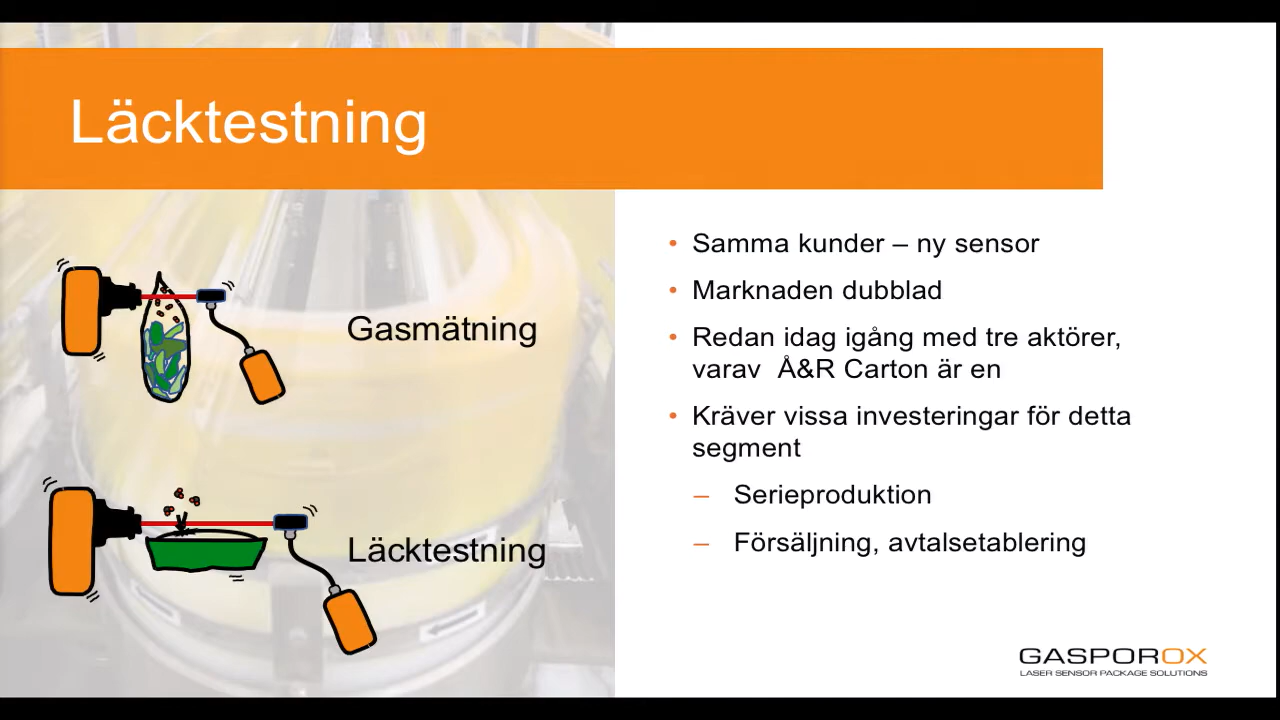 Läcktestning
Gasmätning
Läcktestning
• Samma kunder – ny sensor
• Marknaden dubblad
• Redan idag igång med tre aktörer,
varav  Å&R Carton är en
• Kräver vissa investeringar för detta
segment
– Serieproduktion
– Försäljning, avtalsetablering
GASPOROX
LASER SENSOR PACKAGE SOLUTIONS